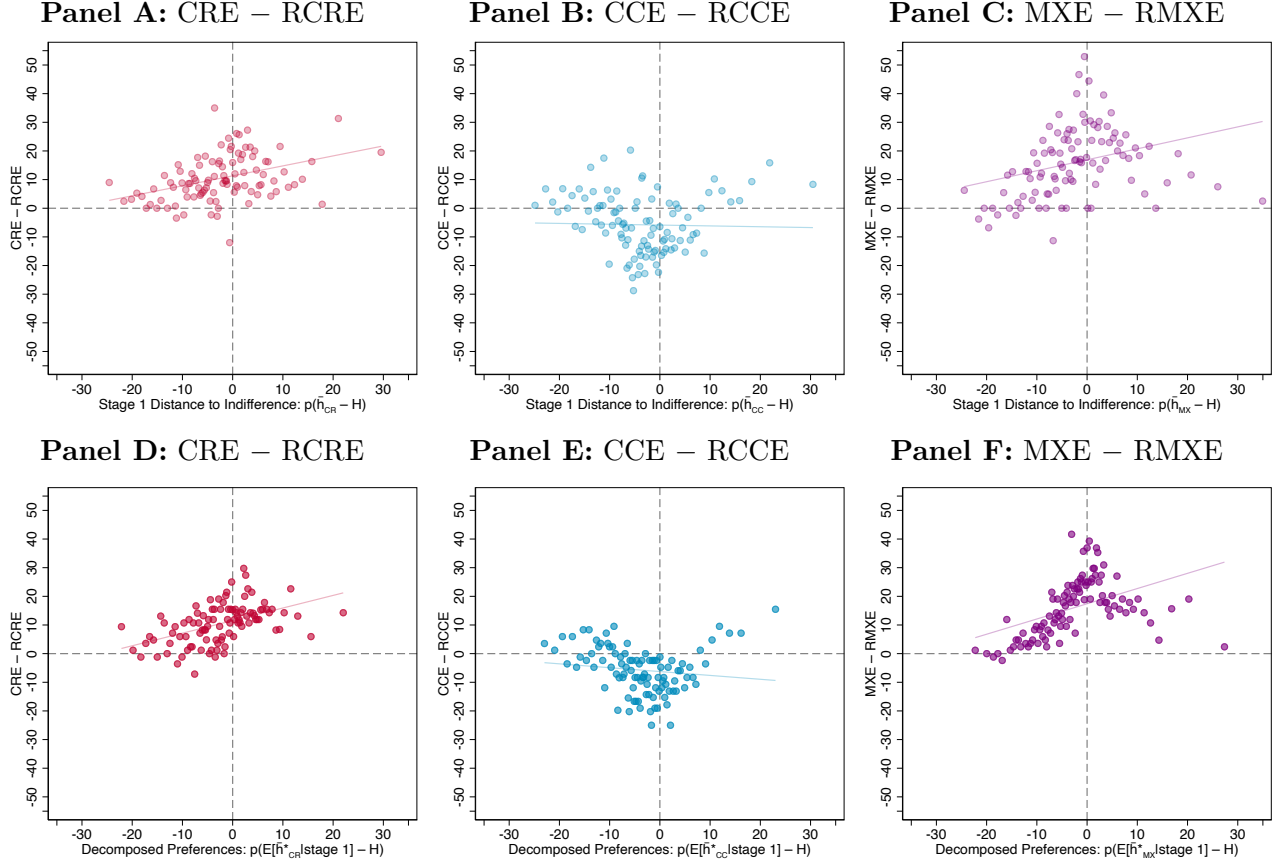 Panel A: CRE − RCRE
Panel B: CCE − RCCE
Panel C: MXE − RMXE
CRE − RCRE
50
40
30
20
10
0
-10
-20
-30
-50
-30 -20 -10 0 10 20 30
Stage 1 Distance to Indifference: p(h̄CR − H)
CCE − RCCE
50
40
30
20
10
0
-10
-20
-30
-50
-30 -20 -10 0 10 20 30
Stage 1 Distance to Indifference: p(h̄CC − H)
MXE − RMXE
50
40
30
20
10
0
-10
-20
-30
-50
-30 -20 -10 0 10 20 30
Stage 1 Distance to Indifference: p(h̄MX − H)
Panel D: CRE − RCRE
Panel E: CCE − RCCE
Panel F: MXE − RMXE
CRE − RCRE
50
40
30
20
10
0
-10
-20
-30
-50
-30 -20 -10 0 10 20 30
Decomposed Preferences: p(E[h̄*CR|stage 1] − H)
CCE − RCCE
50
40
30
20
10
0
-10
-20
-30
-50
-30 -20 -10 0 10 20 30
Decomposed Preferences: p(E[h̄*CC|stage 1] − H)
MXE − RMXE
50
40
30
20
10
0
-10
-20
-30
-50
-30 -20 -10 0 10 20 30
Decomposed Preferences: p(E[h̄*MX|stage 1] − H)